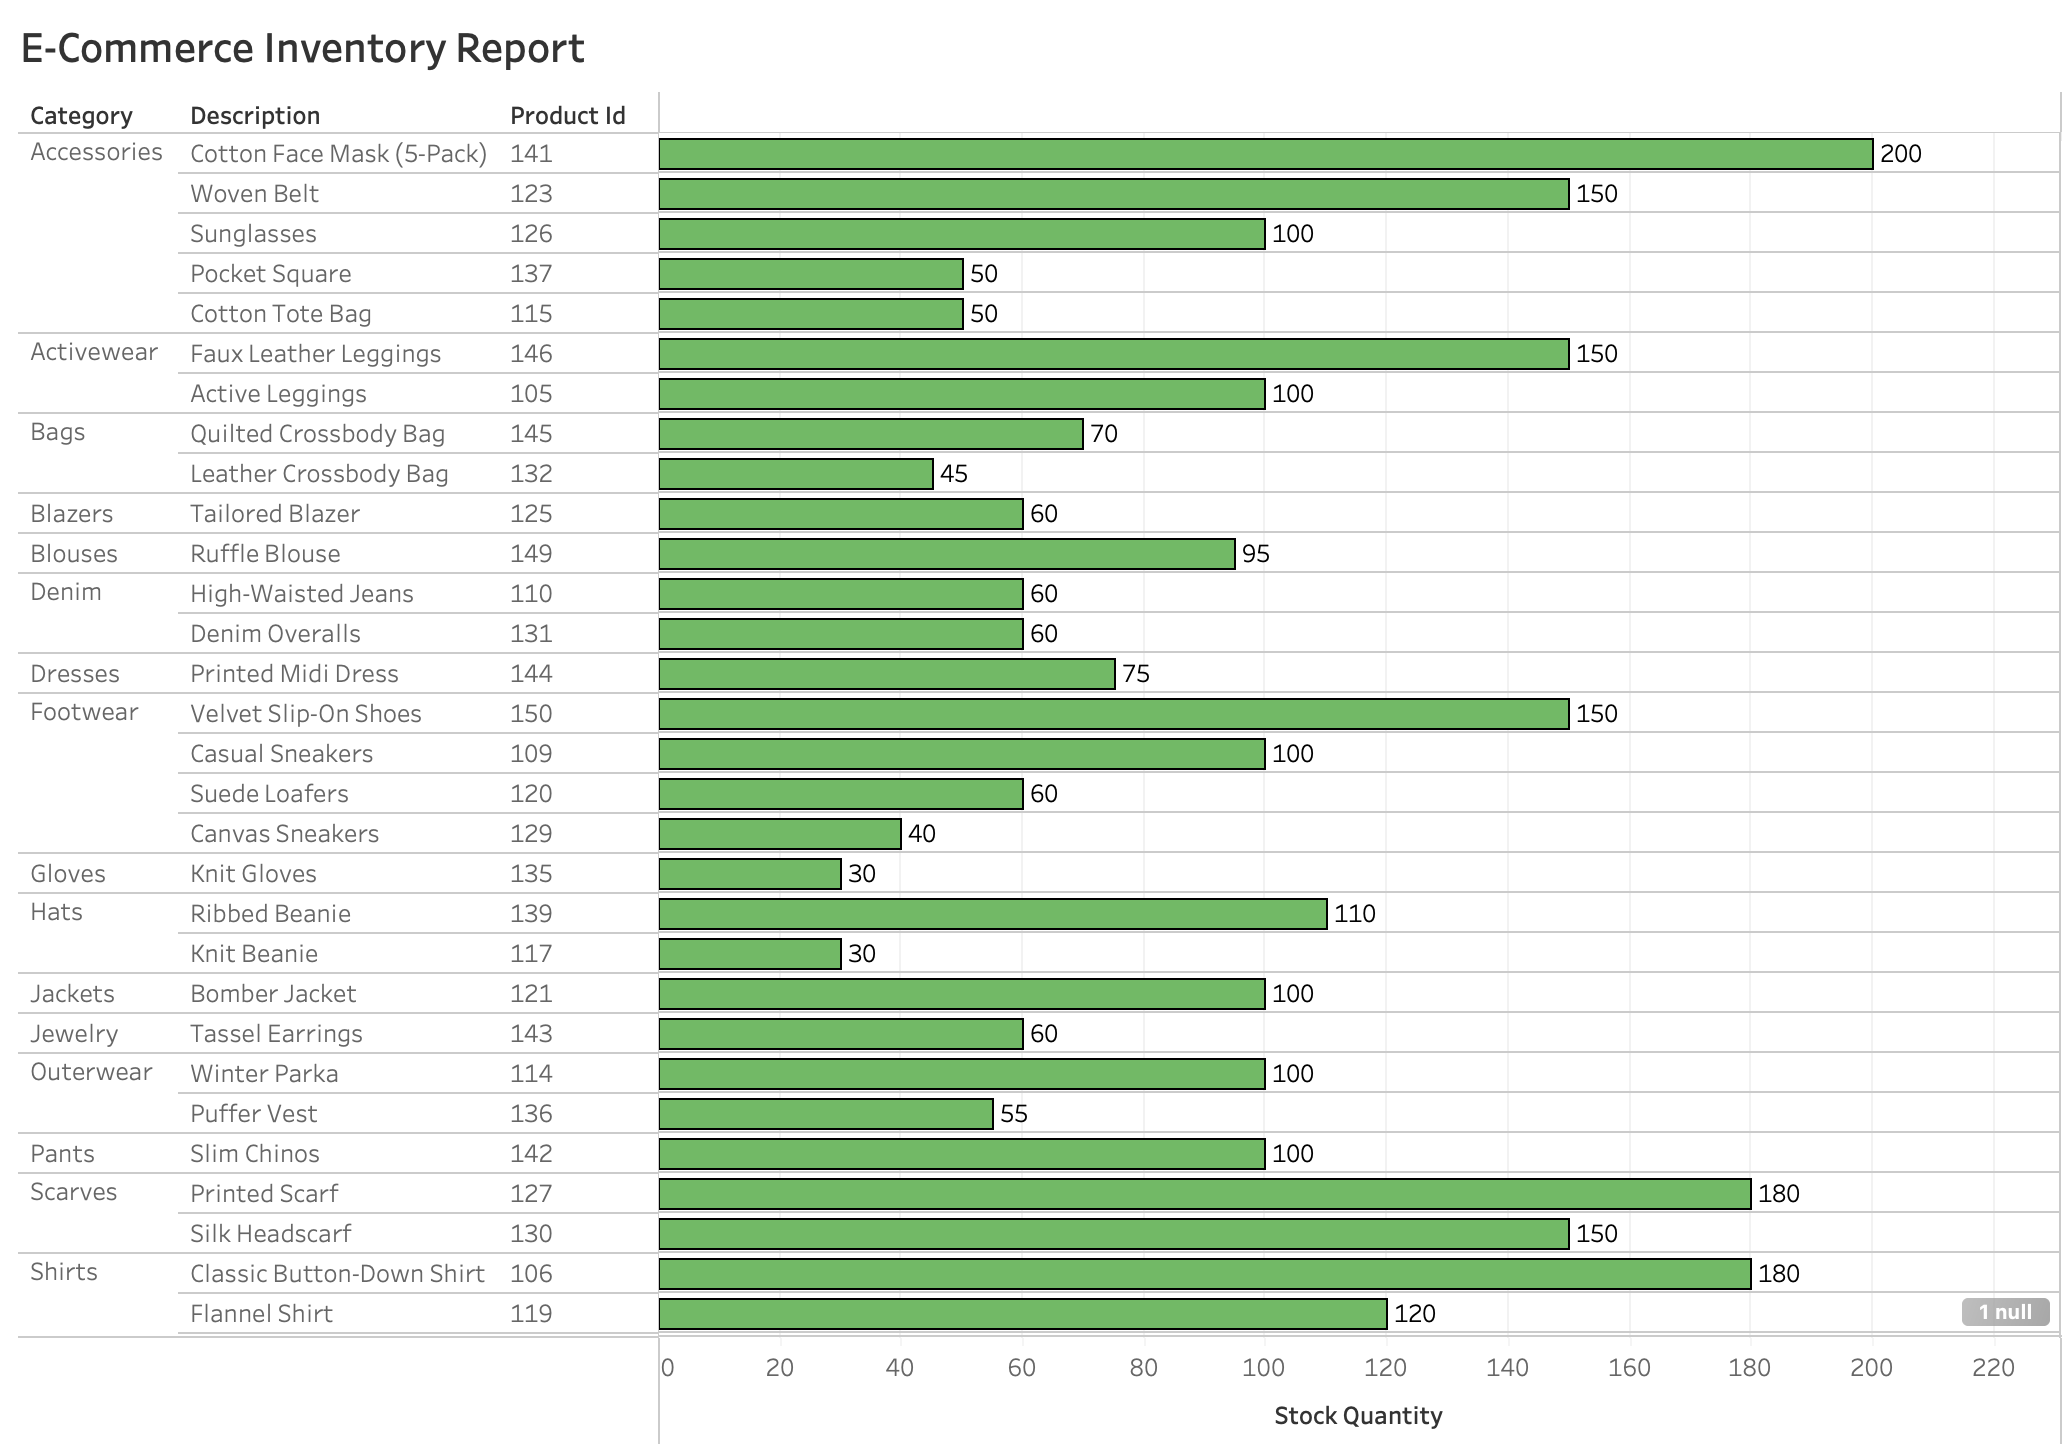 E-Commerce Inventory Report
Category Description Product Id
Accessories Cotton Face Mask (5-Pack) 141 200
Woven Belt 123 150
Sunglasses 126 100
Pocket Square 137 50
Cotton Tote Bag 115 50
Activewear Faux Leather Leggings 146 150
Active Leggings 105 100
Bags Quilted Crossbody Bag 145 70
Leather Crossbody Bag 132 45
Blazers Tailored Blazer 125 60
Blouses Ruffle Blouse 149 95
Denim High-Waisted Jeans 110 60
Denim Overalls 131 60
Dresses Printed Midi Dress 144 75
Footwear Velvet Slip-On Shoes 150 150
Casual Sneakers 109 100
Suede Loafers 120 60
Canvas Sneakers 129 40
Gloves Knit Gloves 135 30
Hats Ribbed Beanie 139 110
Knit Beanie 117 30
Jackets Bomber Jacket 121 100
Jewelry Tassel Earrings 143 60
Outerwear Winter Parka 114 100
Puffer Vest 136 55
Pants Slim Chinos 142 100
Scarves Printed Scarf 127 180
Silk Headscarf 130 150
Shirts Classic Button-Down Shirt 106 180
Flannel Shirt 119 120 1 null
0 20 40 60 80 100 120 140 160 180 200 220
Stock Quantity